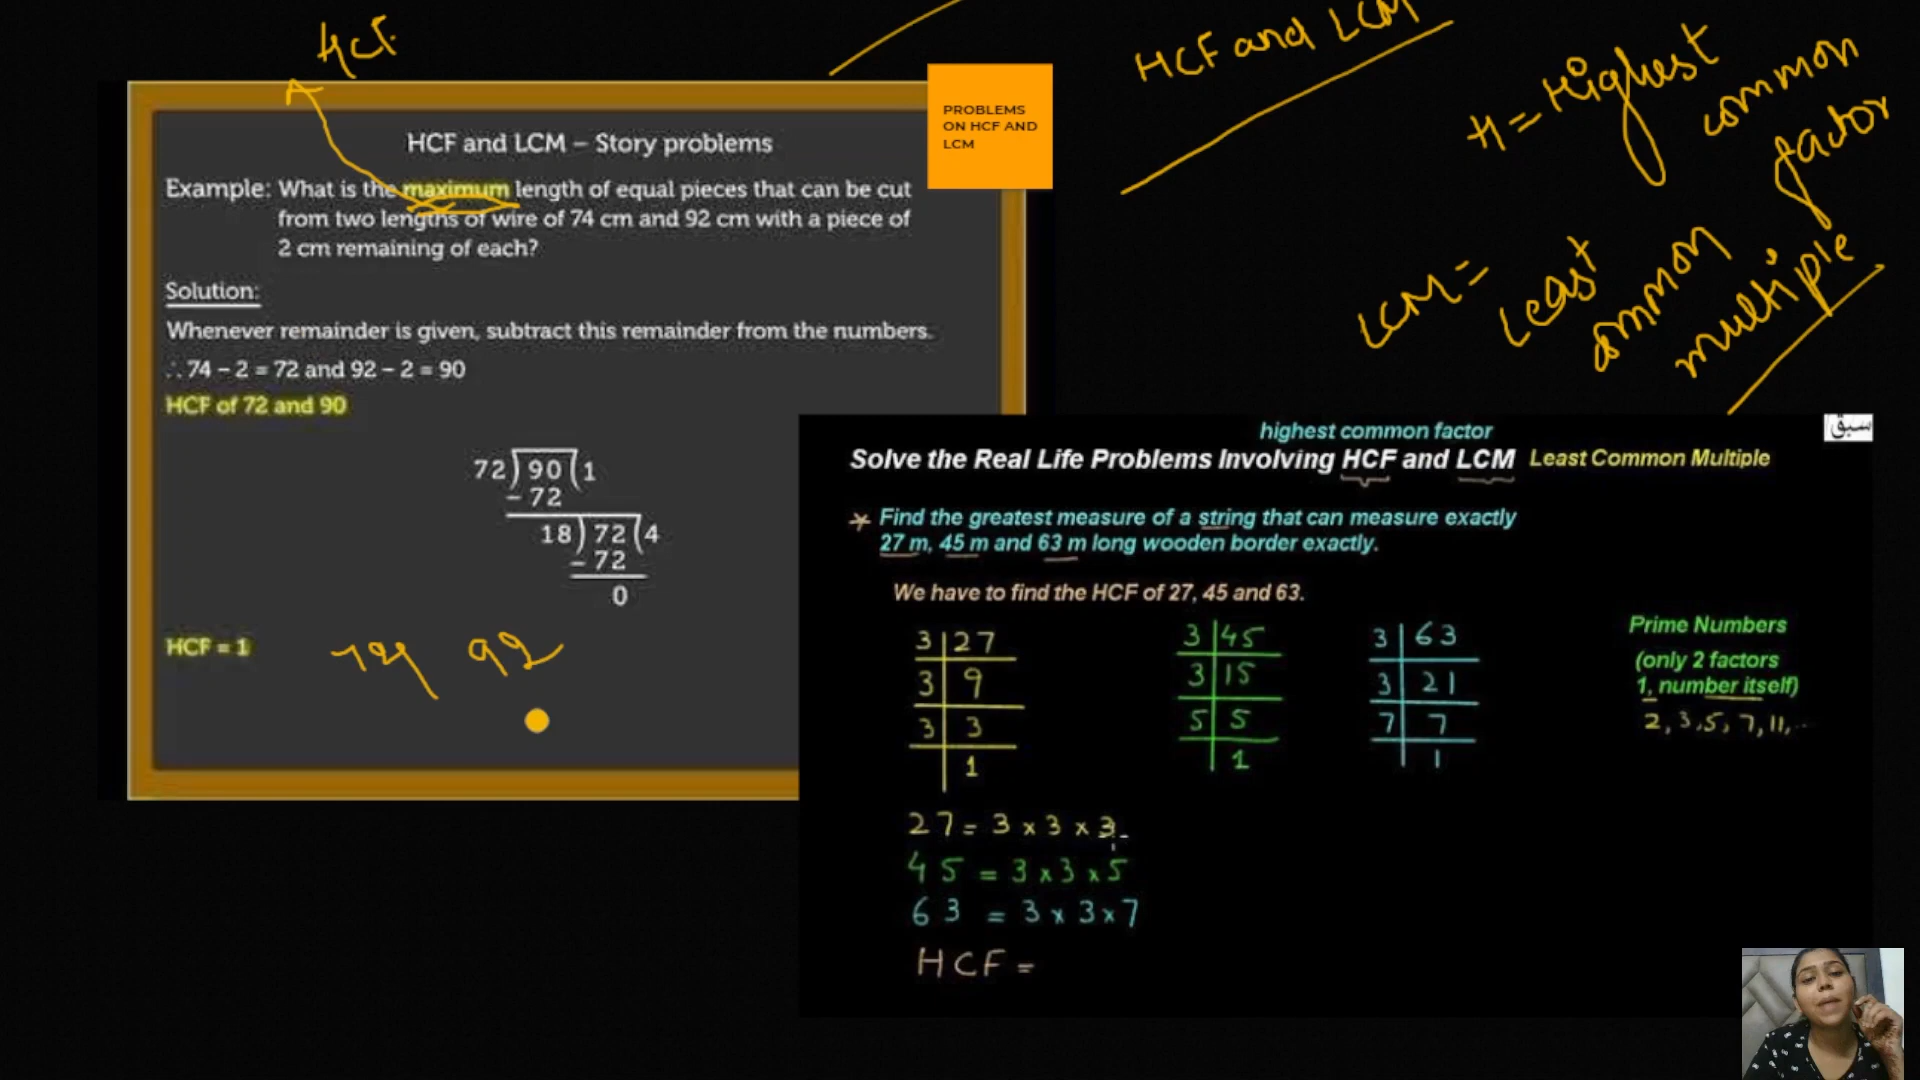 HCF
HCF and LCM
H = Highest
common
factor
LCM =
Least
common
multiple
PROBLEMS
ON HCF AND
LCM
HCF and LCM – Story problems
Example: What is the maximum length of equal pieces that can be cut
from two lengths of wire of 74 cm and 92 cm with a piece of
2 cm remaining of each?
Solution:
Whenever remainder is given, subtract this remainder from the numbers.
∴ 74 – 2 = 72 and 92 – 2 = 90
HCF of 72 and 90
72) 90 (1
– 72
18) 72 (4
– 72
0
HCF = 1
92
سبق
highest common factor
Solve the Real Life Problems Involving HCF and LCM Least Common Multiple
* Find the greatest measure of a string that can measure exactly
27 m, 45 m and 63 m long wooden border exactly.
We have to find the HCF of 27, 45 and 63.
3 | 27
3 | 9
3 | 3
1
3 | 45
3 | 15
5 | 5
1
3 | 63
3 | 21
7 | 7
1
Prime Numbers
(only 2 factors
1, number itself)
2, 3, 5, 7, 11, ..
27 = 3 × 3 × 3
45 = 3 × 3 × 5
63 = 3 × 3 × 7
HCF =